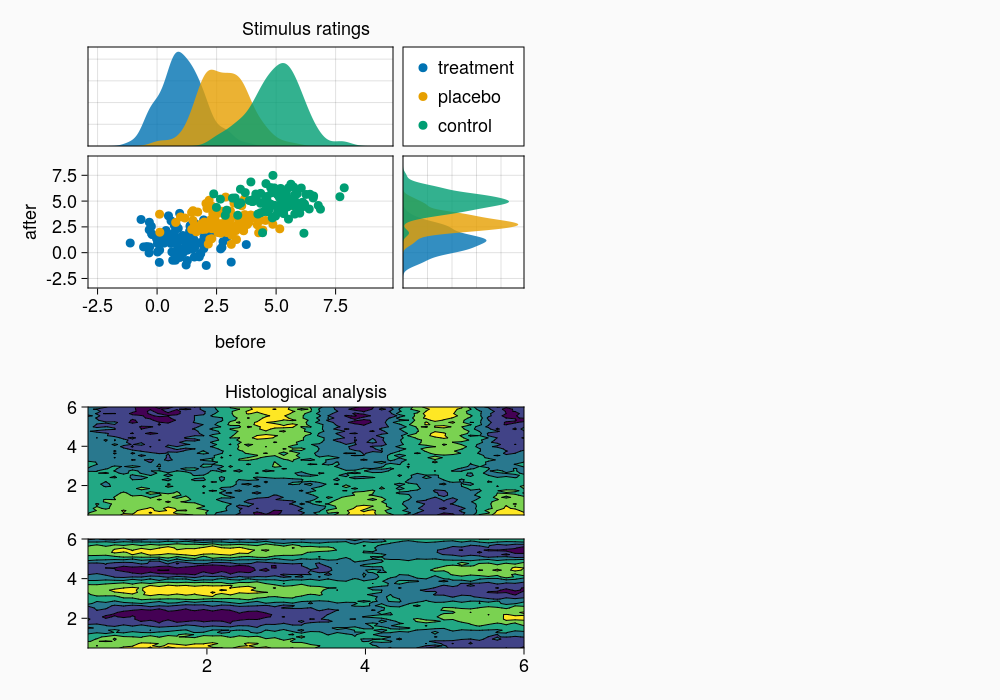 Stimulus ratings
treatment
placebo
control
after
7.5
5.0
2.5
0.0
-2.5
-2.5 0.0 2.5 5.0 7.5
before
Histological analysis
6
4
2
6
4
2
2 4 6